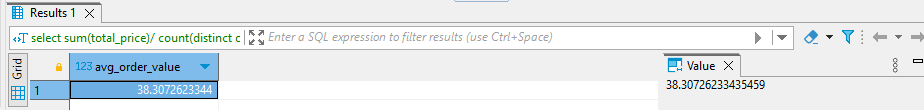 Results 1
select sum(total_price)/ count(distinct c
Enter a SQL expression to filter results (use Ctrl+Space)
Grid
123 avg_order_value
1
38.3072623344
Value
38.30726233435459